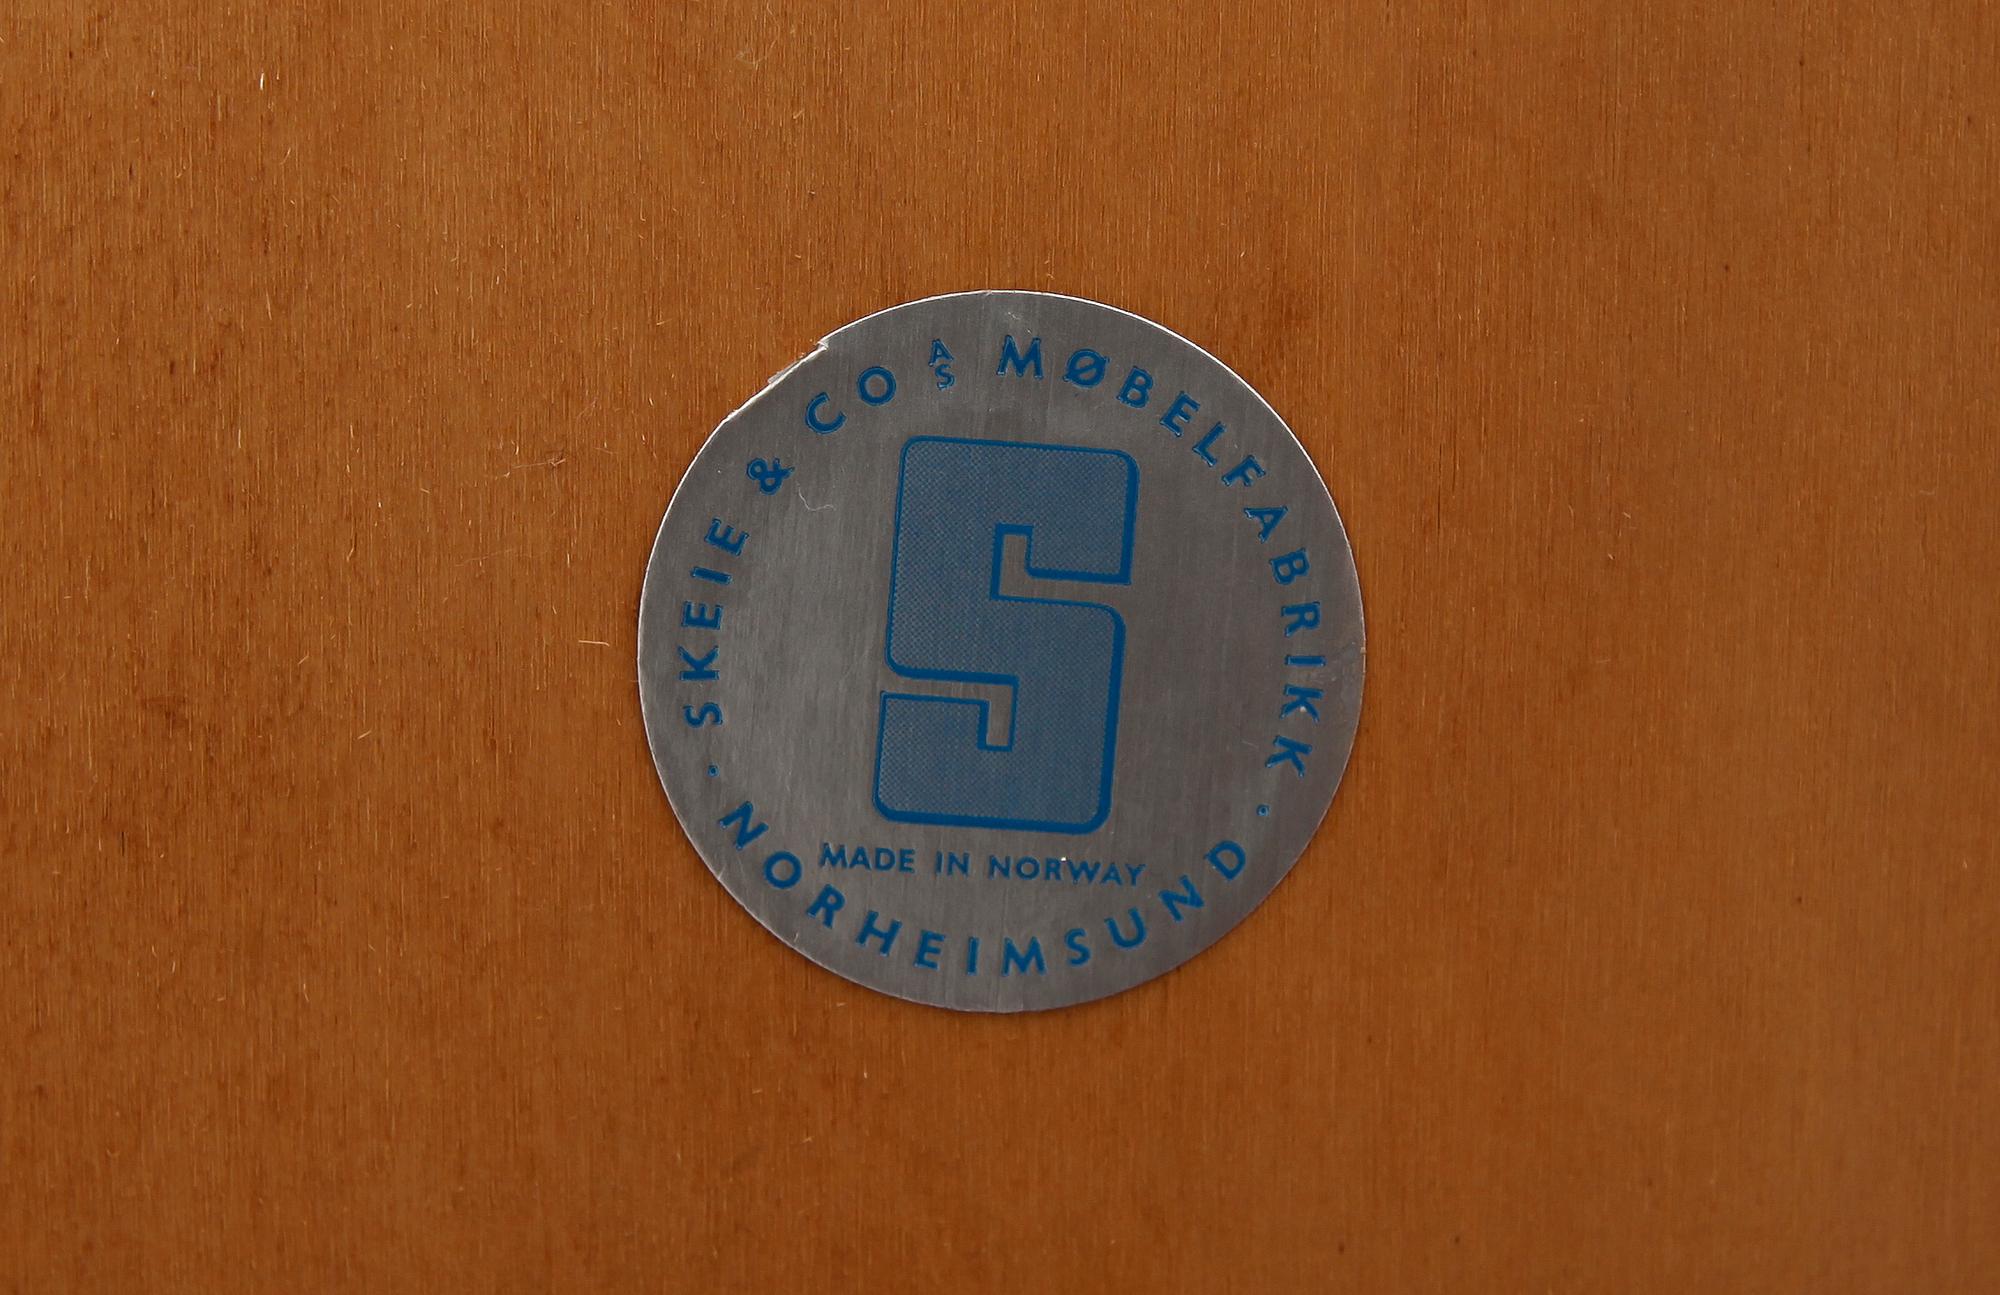 SKEIE & CO A/S MØBELFABRIKK
S
MADE IN NORWAY
· NORHEIMSUND ·